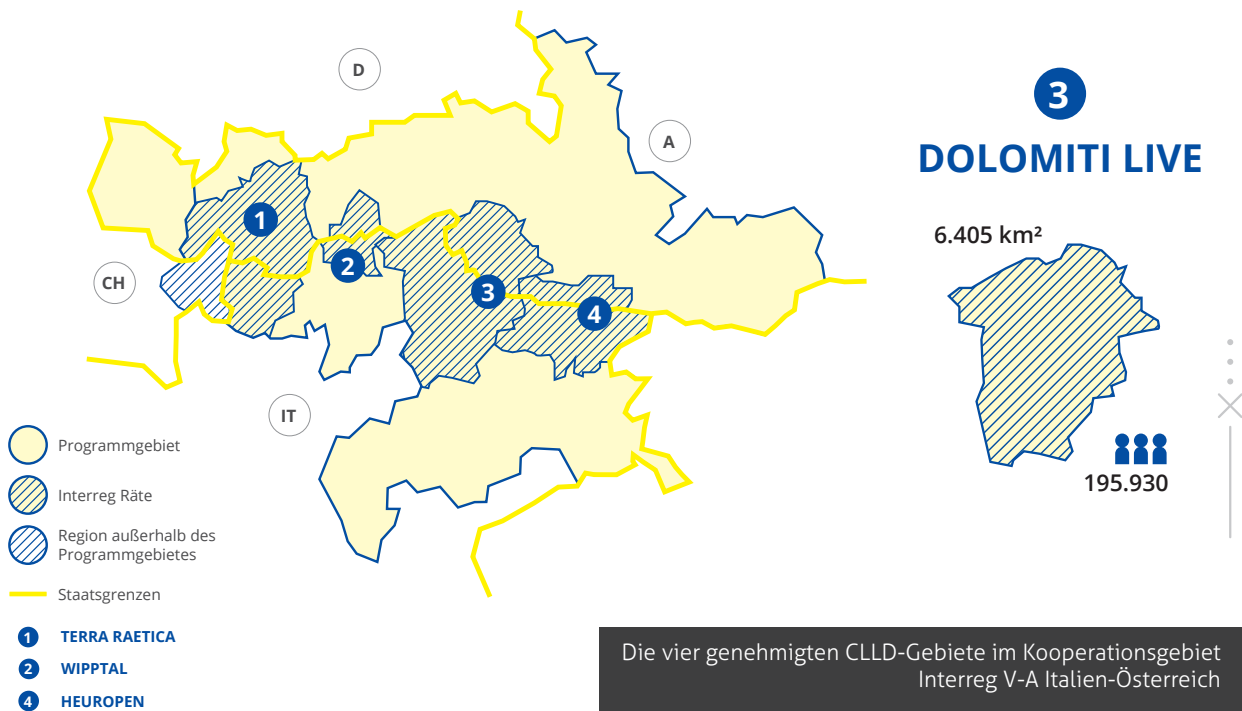 D
A
CH
IT
1
2
3
4
Programmgebiet
Interreg Räte
Region außerhalb des
Programmgebietes
Staatsgrenzen
1 TERRA RAETICA
2 WIPPTAL
4 HEUROPEN
3
DOLOMITI LIVE
6.405 km²
195.930
Die vier genehmigten CLLD-Gebiete im Kooperationsgebiet
Interreg V-A Italien-Österreich